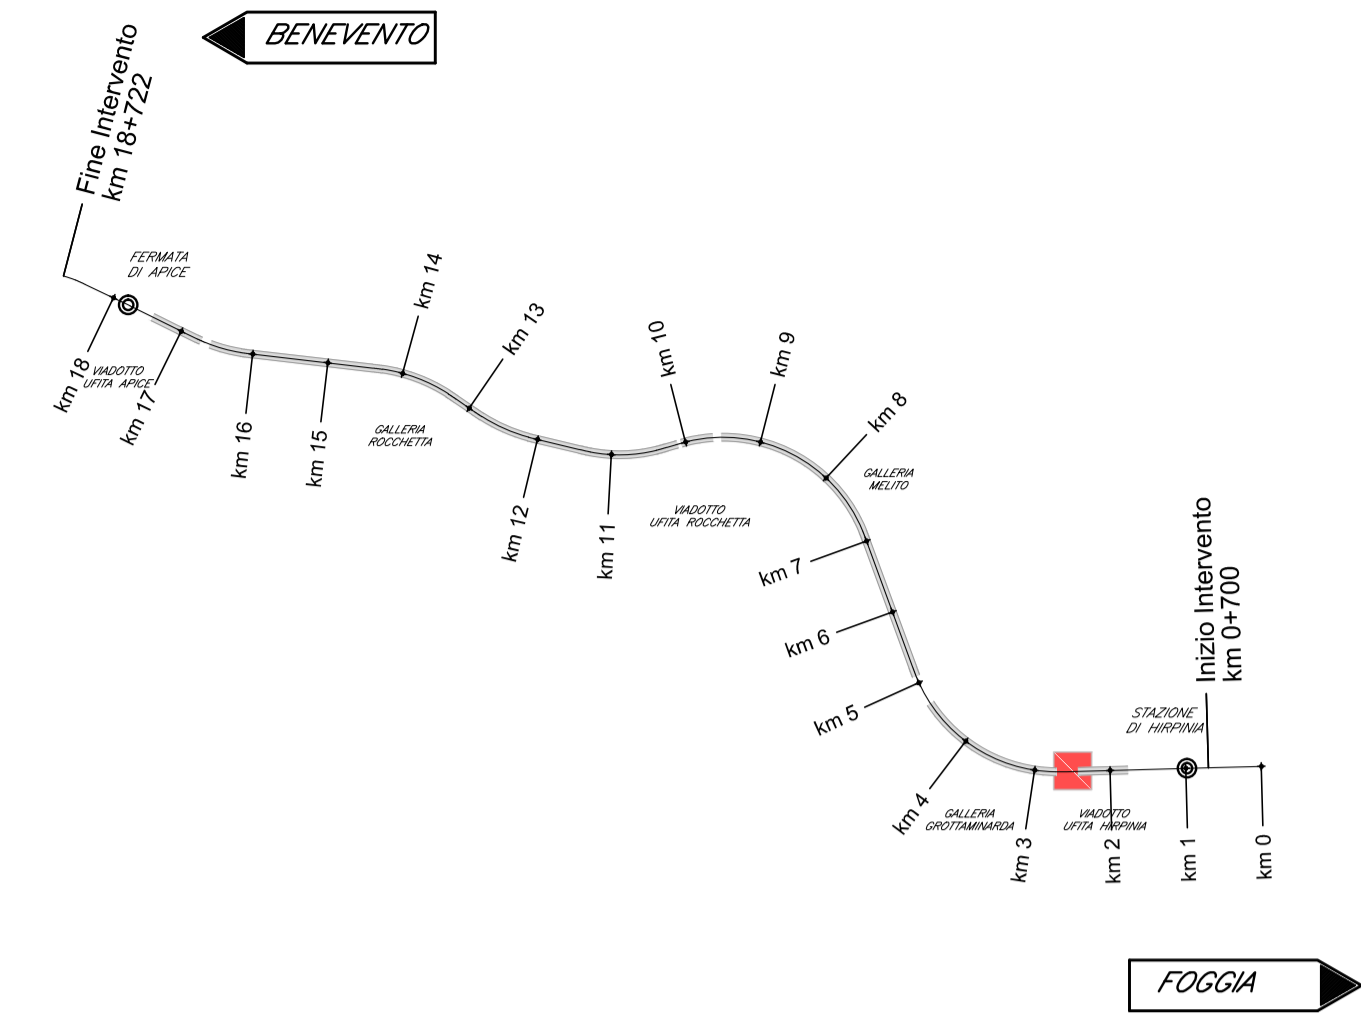 BENEVENTO
Fine Intervento
km 18+722
FERMATA
DI APICE
km 18
VIADOTTO
UFITA APICE
km 17
km 16
km 15
km 14
GALLERIA
ROCCHETTA
km 13
km 12
km 11
km 10
VIADOTTO
UFITA ROCCHETTA
km 9
km 8
GALLERIA
MELITO
km 7
km 6
km 5
km 4
GALLERIA
GROTTAMINARDA
km 3
VIADOTTO
UFITA HIRPINIA
km 2
STAZIONE
DI HIRPINIA
km 1
Inizio Intervento
km 0+700
km 0
FOGGIA